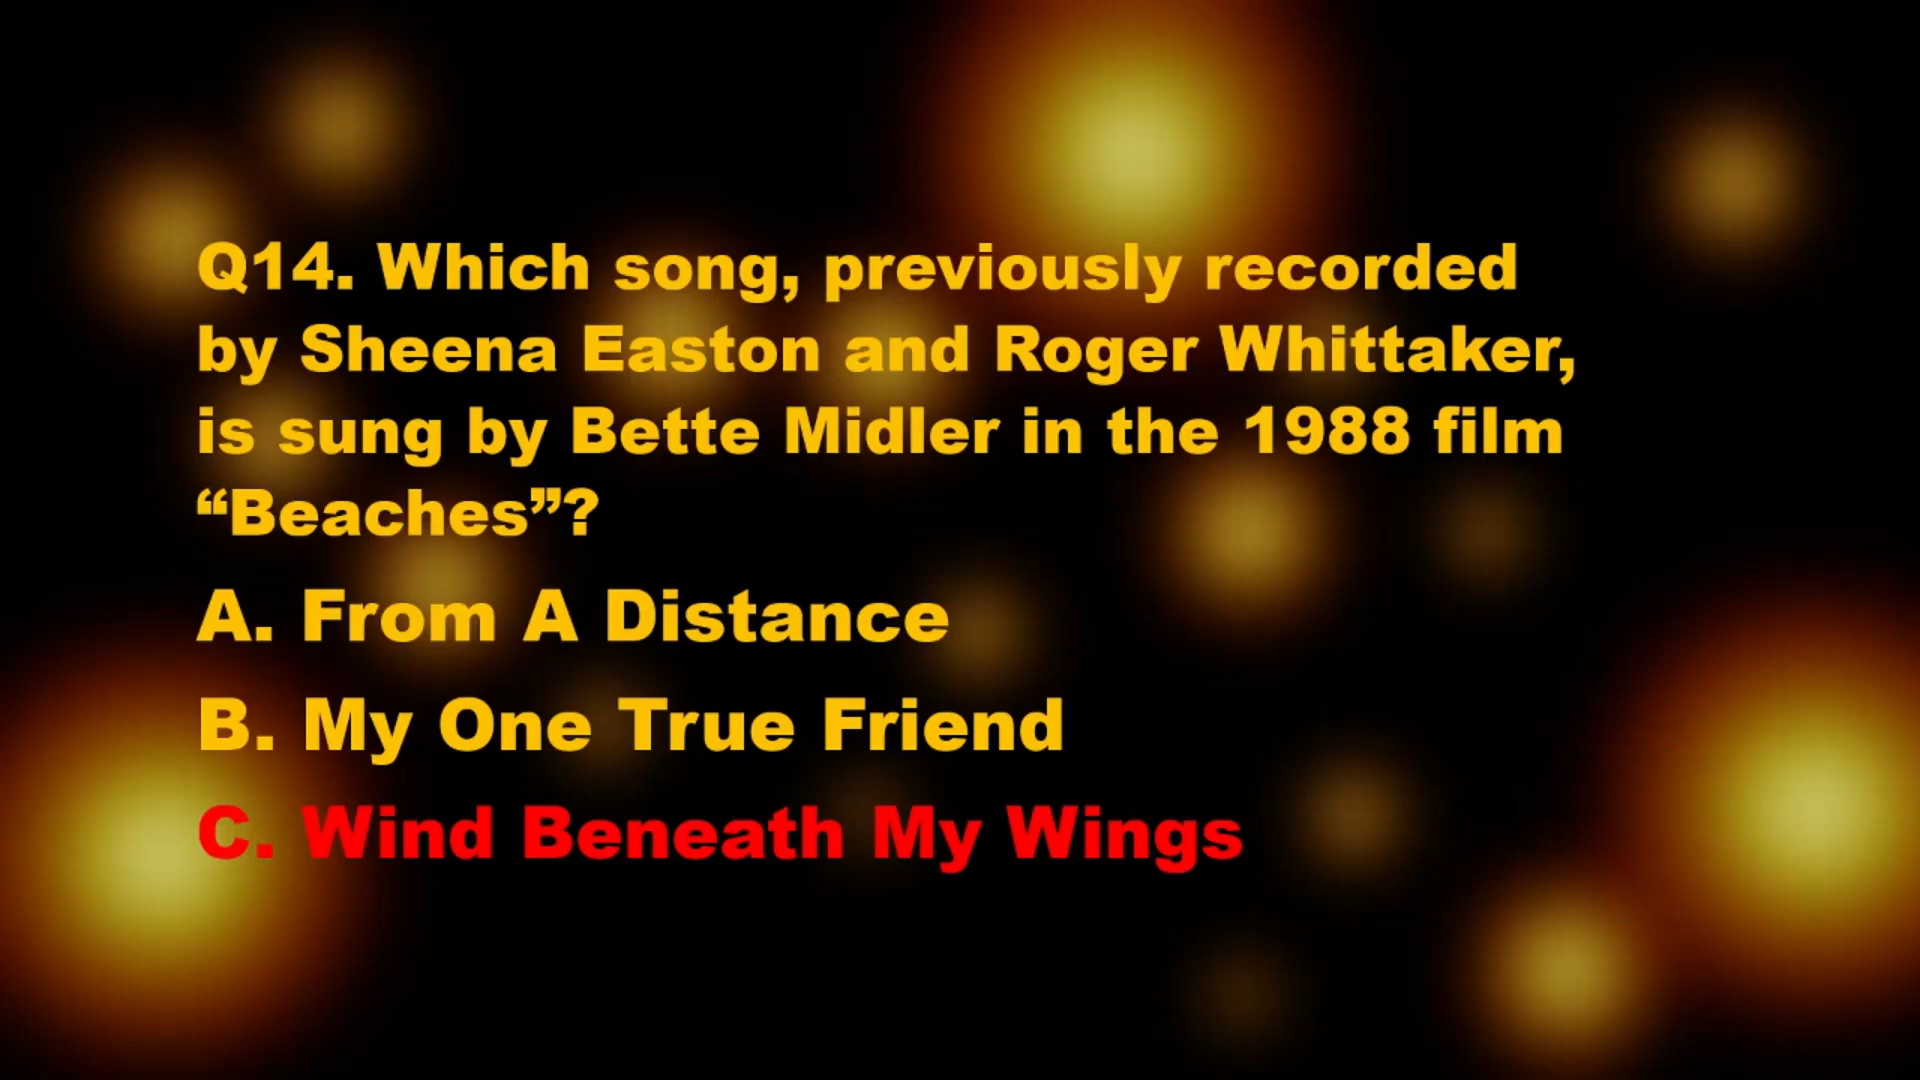 Q14. Which song, previously recorded
by Sheena Easton and Roger Whittaker,
is sung by Bette Midler in the 1988 film
“Beaches”?
A. From A Distance
B. My One True Friend
C. Wind Beneath My Wings